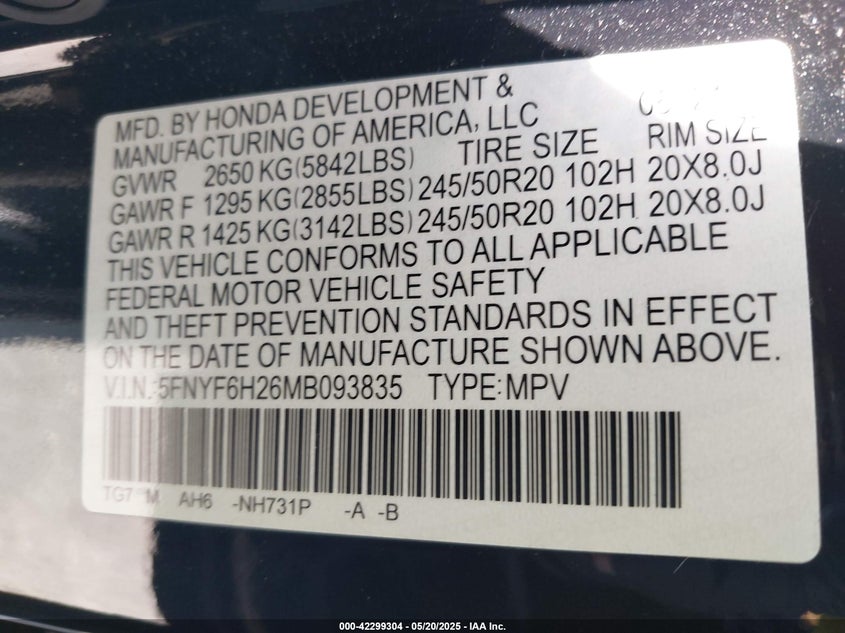 MFD. BY HONDA DEVELOPMENT &
MANUFACTURING OF AMERICA, LLC
GVWR 2650 KG(5842LBS) TIRE SIZE RIM SIZE
GAWR F 1295 KG(2855LBS) 245/50R20 102H 20X8.0J
GAWR R 1425 KG(3142LBS) 245/50R20 102H 20X8.0J
THIS VEHICLE CONFORMS TO ALL APPLICABLE
FEDERAL MOTOR VEHICLE SAFETY
AND THEFT PREVENTION STANDARDS IN EFFECT
ON THE DATE OF MANUFACTURE SHOWN ABOVE.
V.I.N.:5FNYF6H26MB093835 TYPE:MPV
TG7 M AH6 -NH731P -A -B
000-42299304 - 05/20/2025 - IAA Inc.